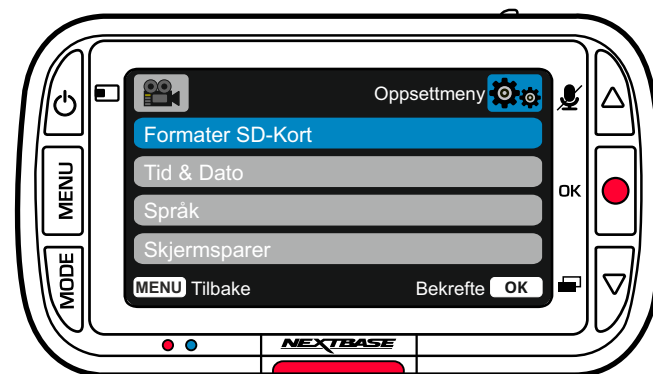 Oppsettmeny
Formater SD-Kort
Tid & Dato
Språk
Skjermsparer
MENU Tilbake Bekrefte OK
MENU
MODE
OK
NEXTBASE